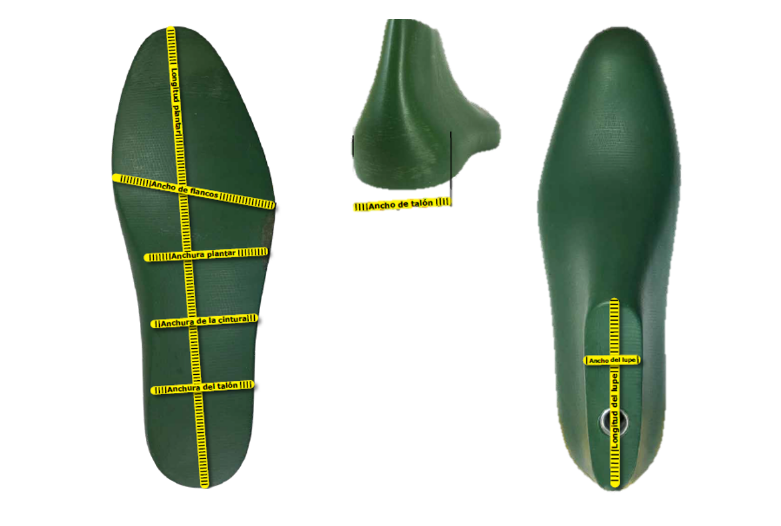 Longitud plantar
Ancho de flancos
Anchura plantar
Anchura de la cintura
Anchura del talón
Ancho de talón
Ancho del lupe
Longitud del lupe